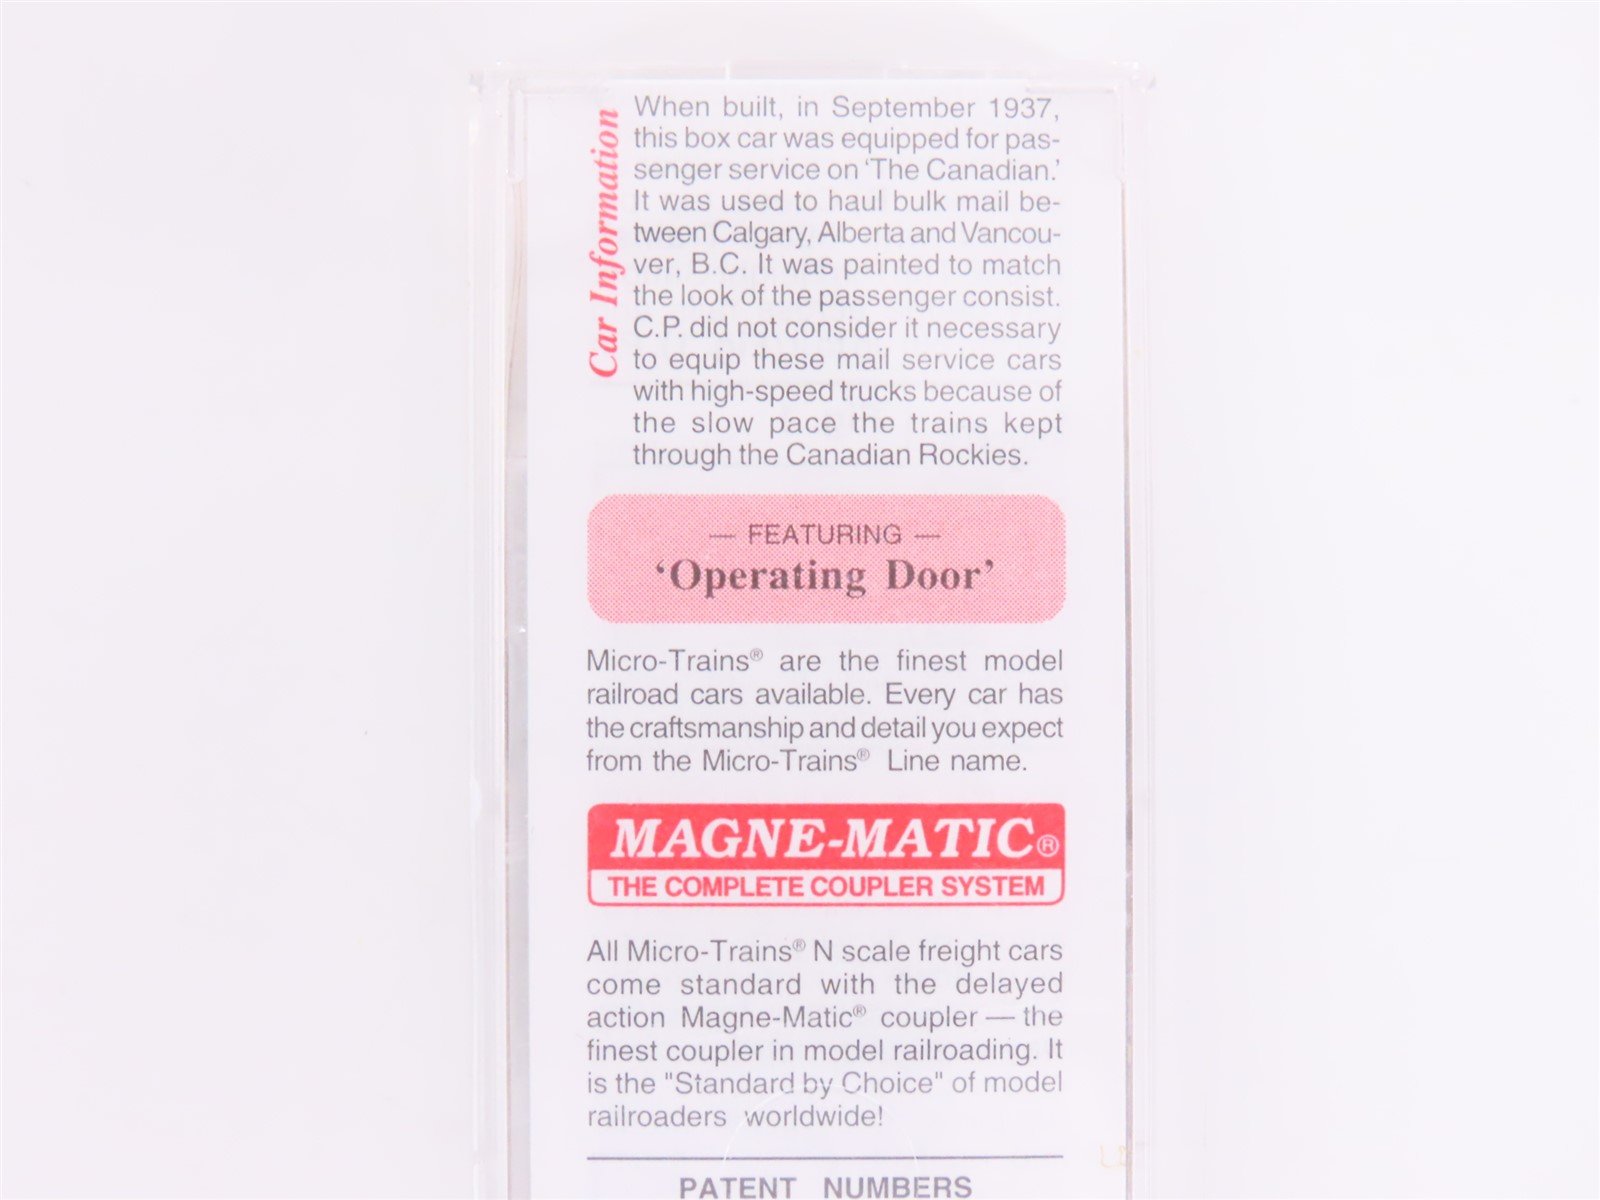 Car Information
When built, in September 1937,
this box car was equipped for pas-
senger service on 'The Canadian.'
It was used to haul bulk mail be-
tween Calgary, Alberta and Vancou-
ver, B.C. It was painted to match
the look of the passenger consist.
C.P. did not consider it necessary
to equip these mail service cars
with high-speed trucks because of
the slow pace the trains kept
through the Canadian Rockies.
— FEATURING —
‘Operating Door’
Micro-Trains® are the finest model
railroad cars available. Every car has
the craftsmanship and detail you expect
from the Micro-Trains® Line name.
MAGNE-MATIC®
THE COMPLETE COUPLER SYSTEM
All Micro-Trains® N scale freight cars
come standard with the delayed
action Magne-Matic® coupler — the
finest coupler in model railroading. It
is the "Standard by Choice" of model
railroaders worldwide!
PATENT NUMBERS